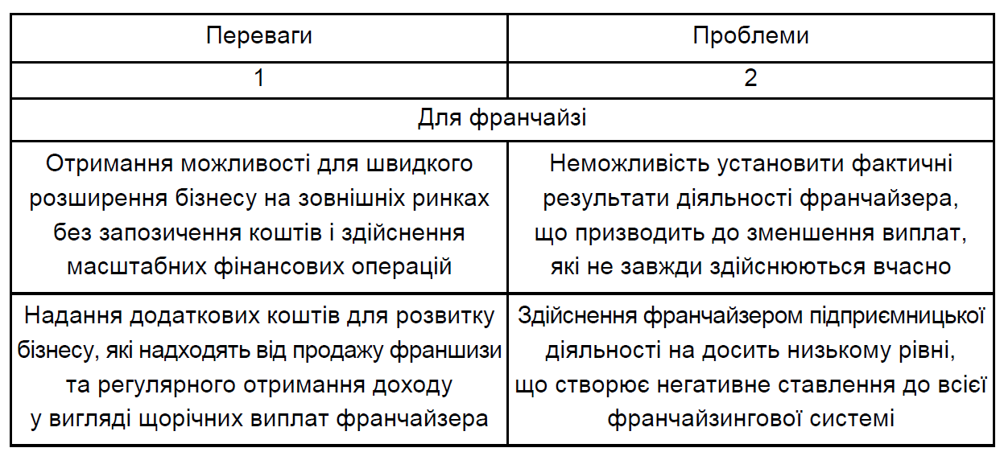 Переваги
Проблеми
1
2
Для франчайзі
Отримання можливості для швидкого
розширення бізнесу на зовнішніх ринках
без запозичення коштів і здійснення
масштабних фінансових операцій
Неможливість установити фактичні
результати діяльності франчайзера,
що призводить до зменшення виплат,
які не завжди здійснюються вчасно
Надання додаткових коштів для розвитку
бізнесу, які надходять від продажу франшизи
та регулярного отримання доходу
у вигляді щорічних виплат франчайзера
Здійснення франчайзером підприємницької
діяльності на досить низькому рівні,
що створює негативне ставлення до всієї
франчайзингової системі